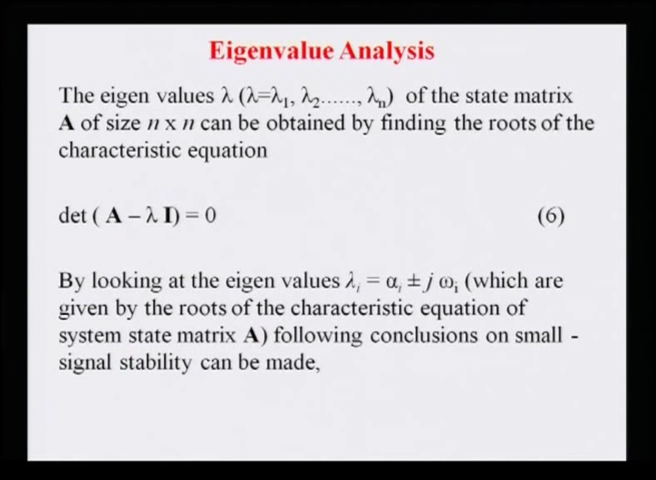 Eigenvalue Analysis
The eigen values λ (λ=λ₁, λ₂......, λₙ) of the state matrix
A of size n x n can be obtained by finding the roots of the
characteristic equation
det ( A – λ I) = 0 (6)
By looking at the eigen values λᵢ = αᵢ ± j ωᵢ (which are
given by the roots of the characteristic equation of
system state matrix A) following conclusions on small -
signal stability can be made,